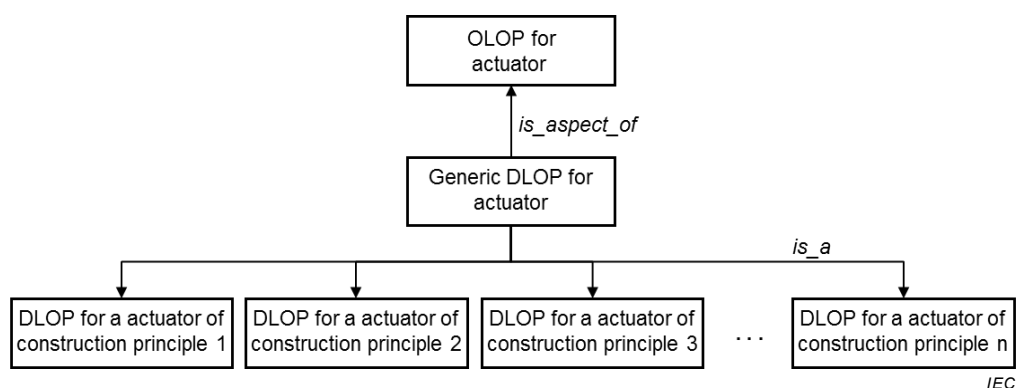 OLOP for
actuator
is_aspect_of
Generic DLOP for
actuator
is_a
DLOP for a actuator of
construction principle 1
DLOP for a actuator of
construction principle 2
DLOP for a actuator of
construction principle 3
...
DLOP for a actuator of
construction principle n
IEC